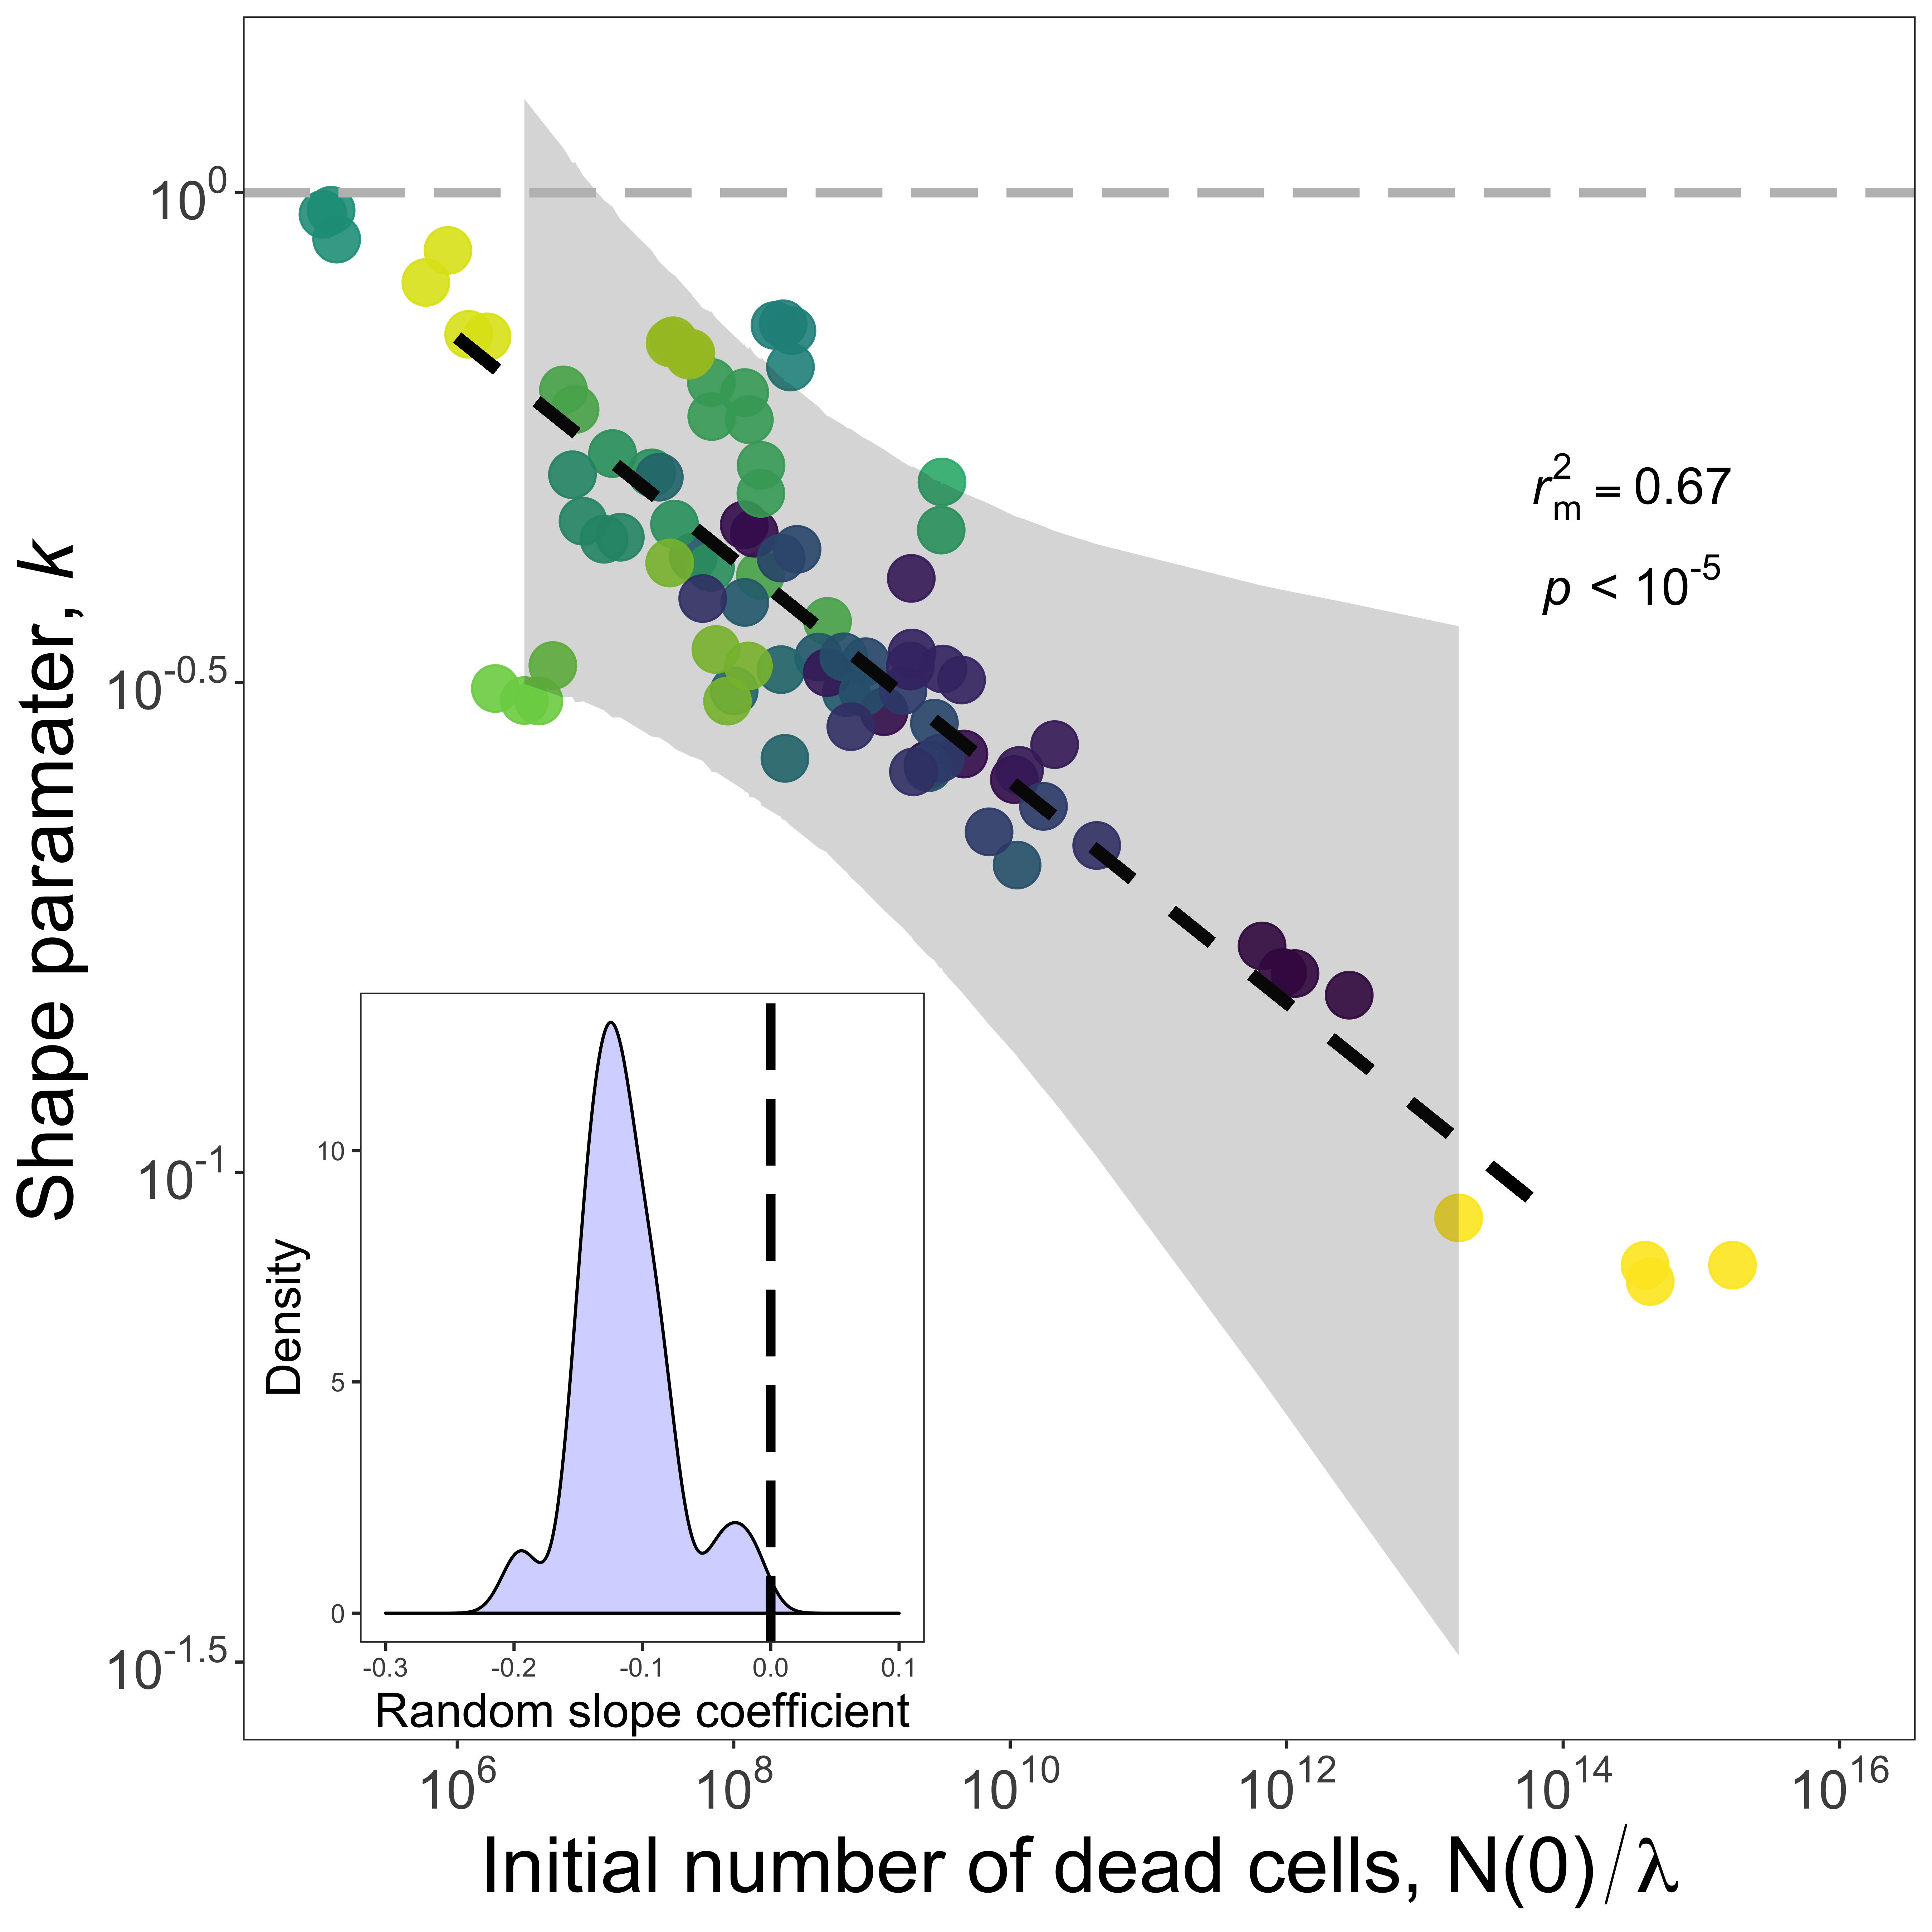 Shape paramater, k
10^0
10^-0.5
10^-1
10^-1.5
r_m^2 = 0.67
p < 10^-5
Density
10
5
0
-0.3 -0.2 -0.1 0.0 0.1
Random slope coefficient
10^6 10^8 10^10 10^12 10^14 10^16
Initial number of dead cells, N(0)/λ